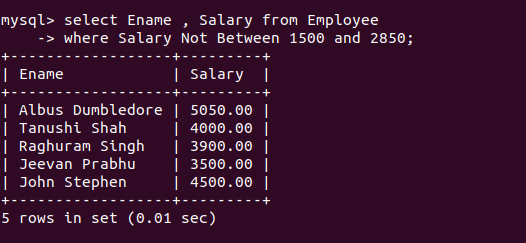 mysql> select Ename , Salary from Employee
    -> where Salary Not Between 1500 and 2850;
+------------------+---------+
| Ename            | Salary  |
+------------------+---------+
| Albus Dumbledore | 5050.00 |
| Tanushi Shah     | 4000.00 |
| Raghuram Singh   | 3900.00 |
| Jeevan Prabhu    | 3500.00 |
| John Stephen     | 4500.00 |
+------------------+---------+
5 rows in set (0.01 sec)